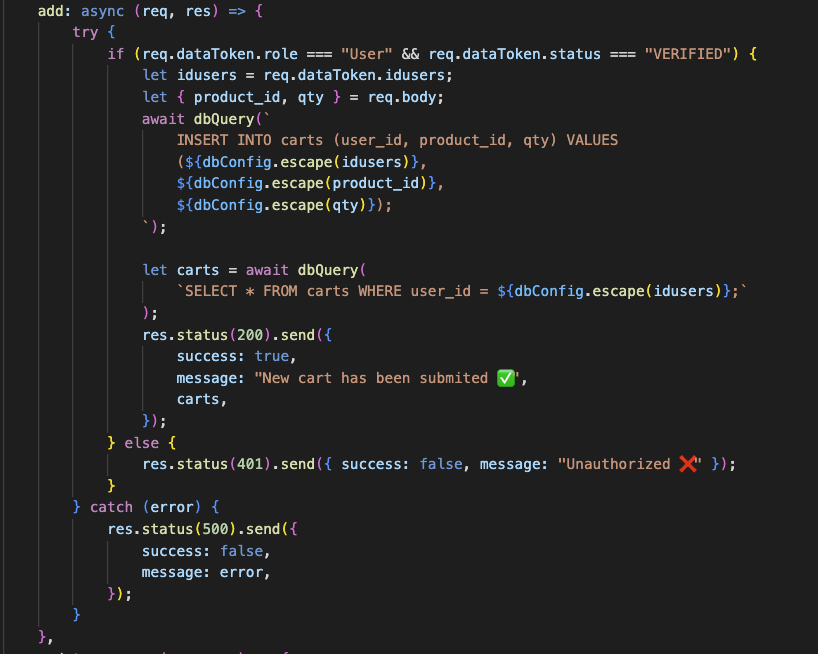 add: async (req, res) => {
try {
if (req.dataToken.role === "User" && req.dataToken.status === "VERIFIED") {
let idusers = req.dataToken.idusers;
let { product_id, qty } = req.body;
await dbQuery(`
INSERT INTO carts (user_id, product_id, qty) VALUES
(${dbConfig.escape(idusers)},
${dbConfig.escape(product_id)},
${dbConfig.escape(qty)});
`);
let carts = await dbQuery(
`SELECT * FROM carts WHERE user_id = ${dbConfig.escape(idusers)};`
);
res.status(200).send({
success: true,
message: "New cart has been submited ✅",
carts,
});
} else {
res.status(401).send({ success: false, message: "Unauthorized ❌" });
}
} catch (error) {
res.status(500).send({
success: false,
message: error,
});
}
},